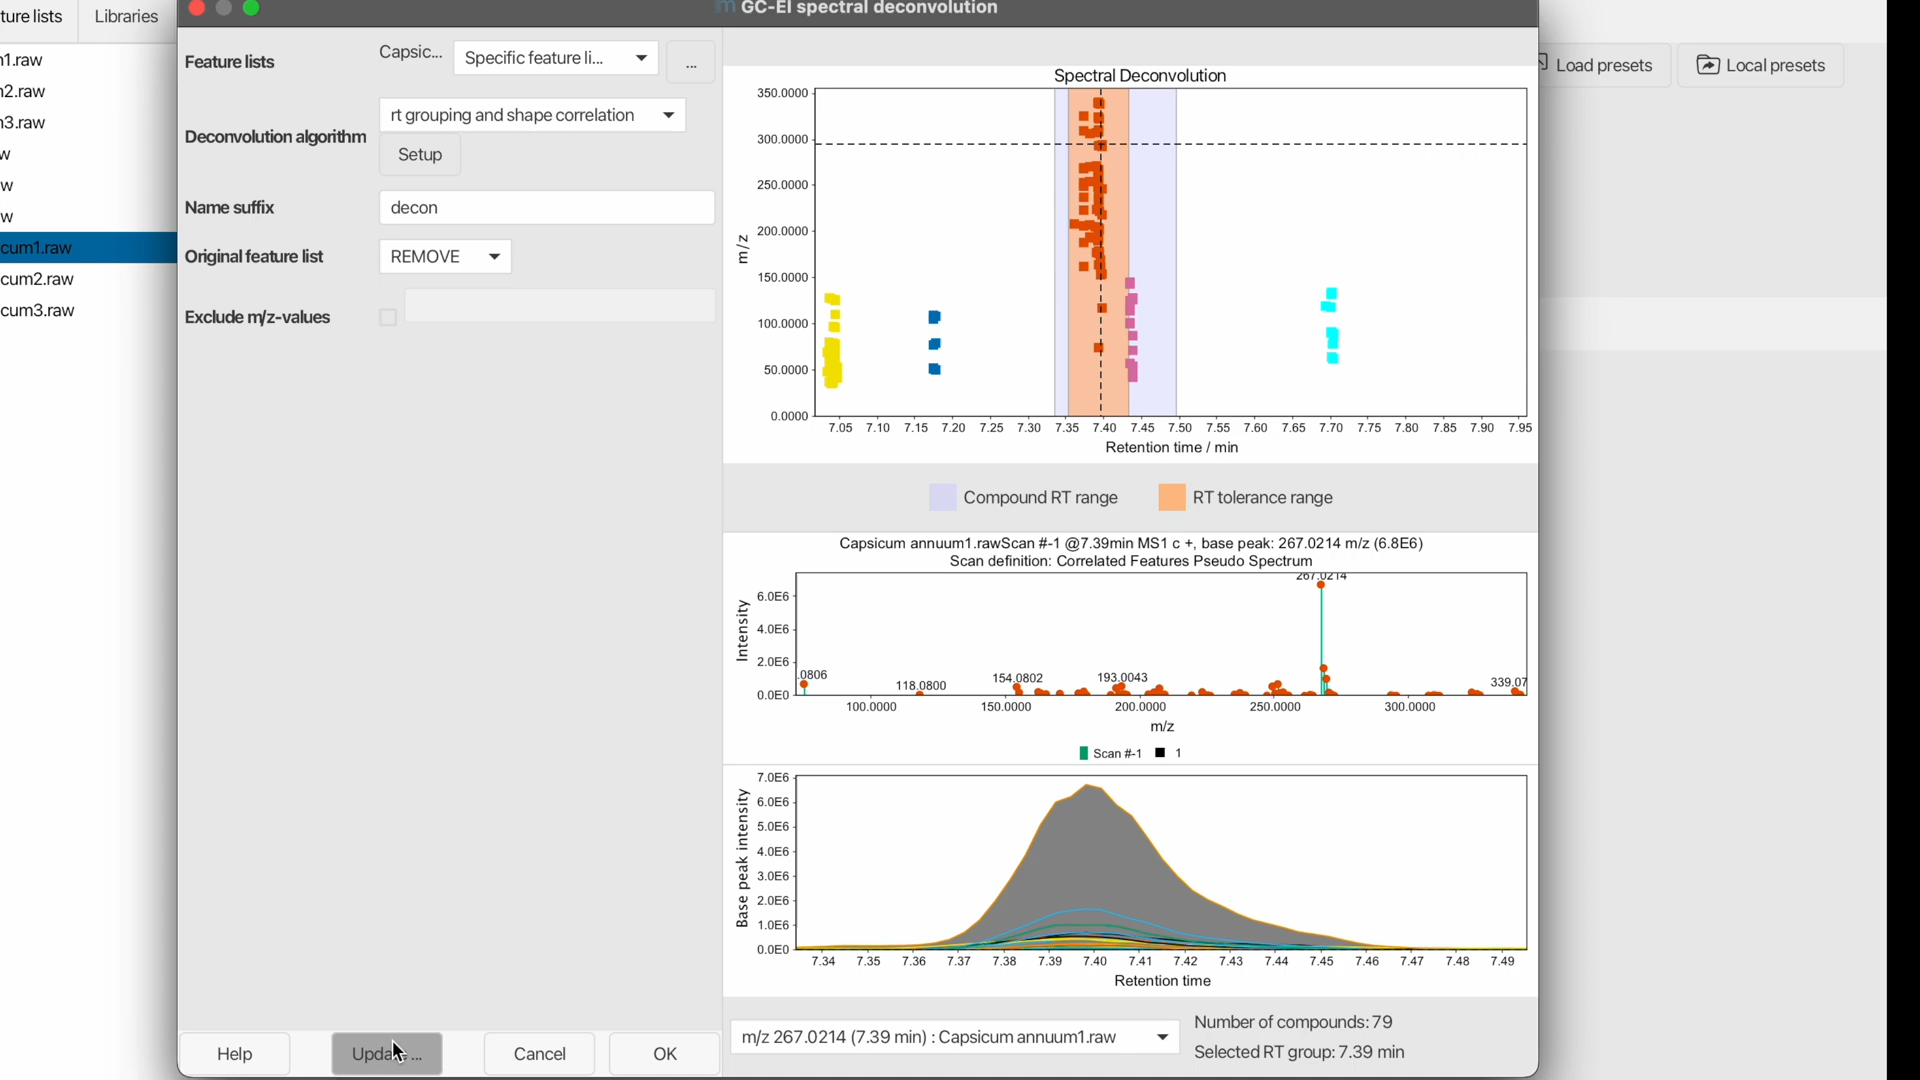 ture lists
Libraries
n1.raw
n2.raw
n3.raw
w
w
w
cum1.raw
cum2.raw
cum3.raw
GC-EI spectral deconvolution
Feature lists
Capsic...
Specific feature li...
...
Deconvolution algorithm
rt grouping and shape correlation
Setup
Name suffix
decon
Original feature list
REMOVE
Exclude m/z-values
Help
Cancel
OK
Load presets
Local presets
Spectral Deconvolution
350.0000
300.0000
250.0000
200.0000
150.0000
100.0000
50.0000
0.0000
m/z
7.05 7.10 7.15 7.20 7.25 7.30 7.35 7.40 7.45 7.50 7.55 7.60 7.65 7.70 7.75 7.80 7.85 7.90 7.95
Retention time / min
Compound RT range
RT tolerance range
Capsicum annuum1.rawScan #-1 @7.39min MS1 c +, base peak: 267.0214 m/z (6.8E6)
Scan definition: Correlated Features Pseudo Spectrum
267.0214
Intensity
6.0E6
4.0E6
2.0E6
0.0E0
.0806
118.0800
154.0802
193.0043
339.07
100.0000 150.0000 200.0000 250.0000 300.0000
m/z
Scan #-1
1
Base peak intensity
7.0E6
6.0E6
5.0E6
4.0E6
3.0E6
2.0E6
1.0E6
0.0E0
7.34 7.35 7.36 7.37 7.38 7.39 7.40 7.41 7.42 7.43 7.44 7.45 7.46 7.47 7.48 7.49
Retention time
m/z 267.0214 (7.39 min) : Capsicum annuum1.raw
Number of compounds: 79
Selected RT group: 7.39 min